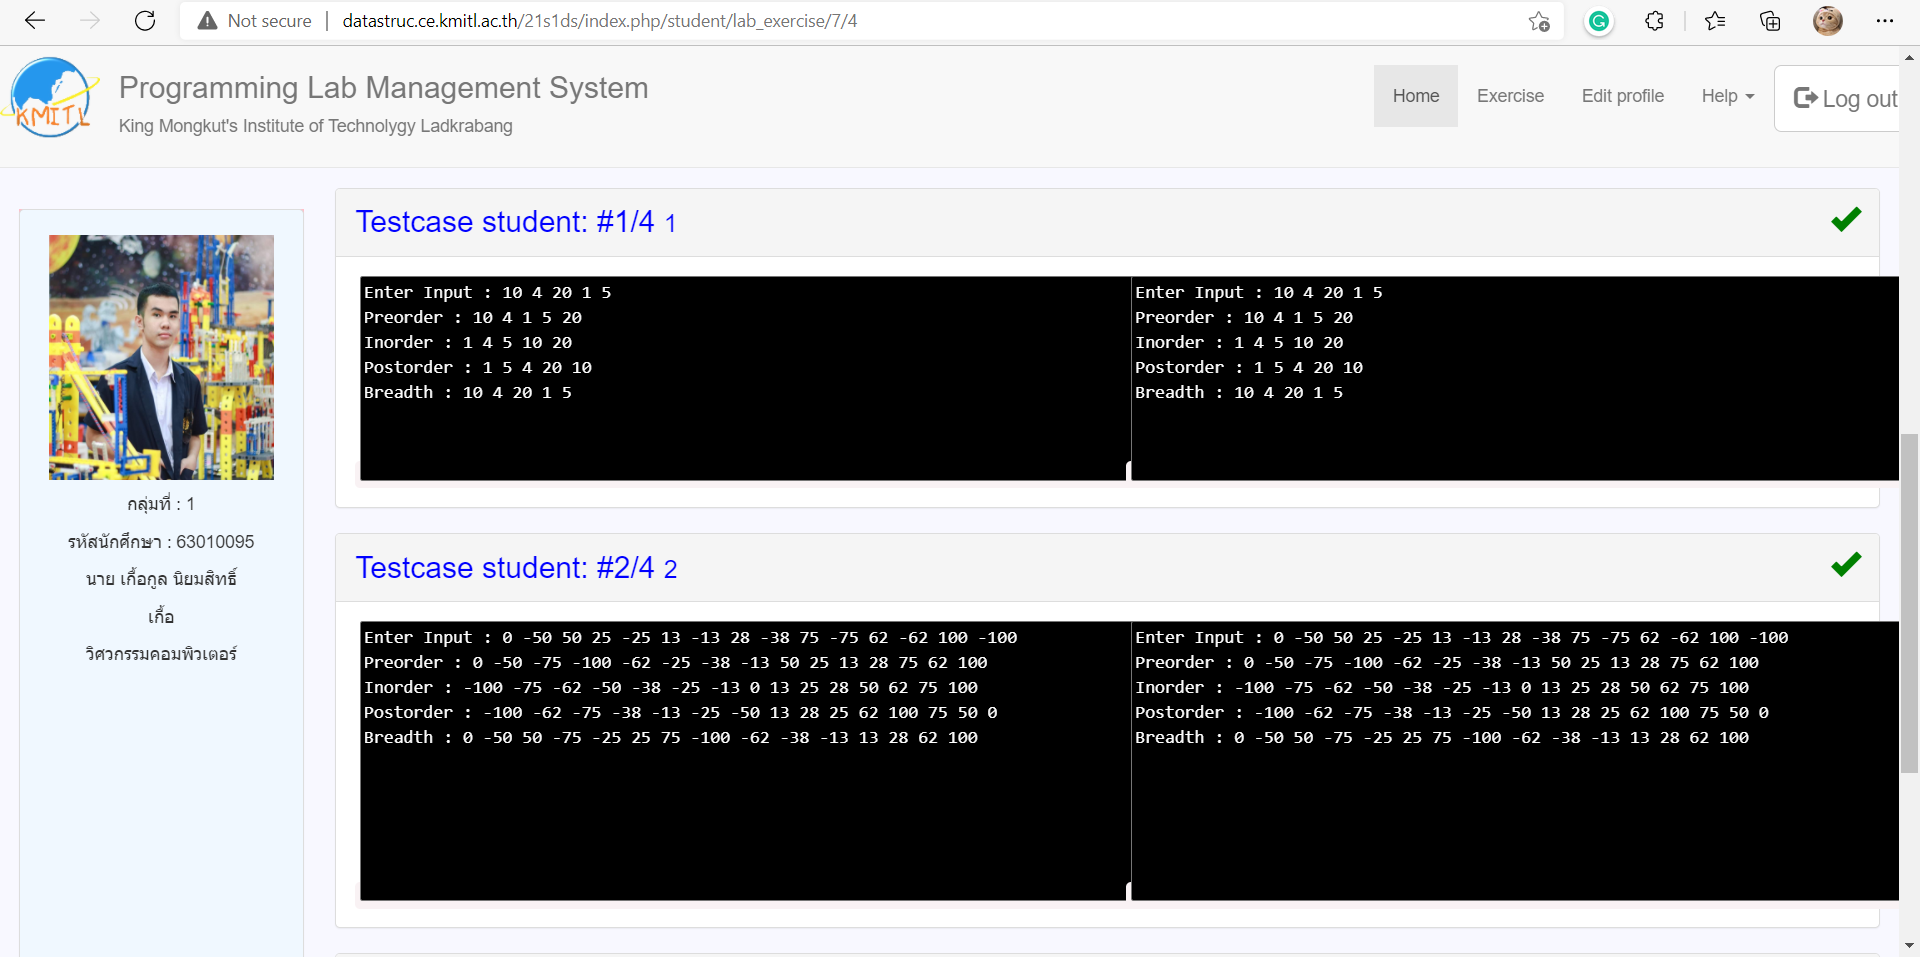 Not secure | datastruc.ce.kmitl.ac.th/21s1ds/index.php/student/lab_exercise/7/4
KMITL
Programming Lab Management System
King Mongkut's Institute of Technolygy Ladkrabang
Home Exercise Edit profile Help Log out
กลุ่มที่ : 1
รหัสนักศึกษา : 63010095
นาย เกื้อกูล นิยมสิทธิ์
เกื้อ
วิศวกรรมคอมพิวเตอร์
Testcase student: #1/4 1
Enter Input : 10 4 20 1 5
Preorder : 10 4 1 5 20
Inorder : 1 4 5 10 20
Postorder : 1 5 4 20 10
Breadth : 10 4 20 1 5
Enter Input : 10 4 20 1 5
Preorder : 10 4 1 5 20
Inorder : 1 4 5 10 20
Postorder : 1 5 4 20 10
Breadth : 10 4 20 1 5
Testcase student: #2/4 2
Enter Input : 0 -50 50 25 -25 13 -13 28 -38 75 -75 62 -62 100 -100
Preorder : 0 -50 -75 -100 -62 -25 -38 -13 50 25 13 28 75 62 100
Inorder : -100 -75 -62 -50 -38 -25 -13 0 13 25 28 50 62 75 100
Postorder : -100 -62 -75 -38 -13 -25 -50 13 28 25 62 100 75 50 0
Breadth : 0 -50 50 -75 -25 25 75 -100 -62 -38 -13 13 28 62 100
Enter Input : 0 -50 50 25 -25 13 -13 28 -38 75 -75 62 -62 100 -100
Preorder : 0 -50 -75 -100 -62 -25 -38 -13 50 25 13 28 75 62 100
Inorder : -100 -75 -62 -50 -38 -25 -13 0 13 25 28 50 62 75 100
Postorder : -100 -62 -75 -38 -13 -25 -50 13 28 25 62 100 75 50 0
Breadth : 0 -50 50 -75 -25 25 75 -100 -62 -38 -13 13 28 62 100